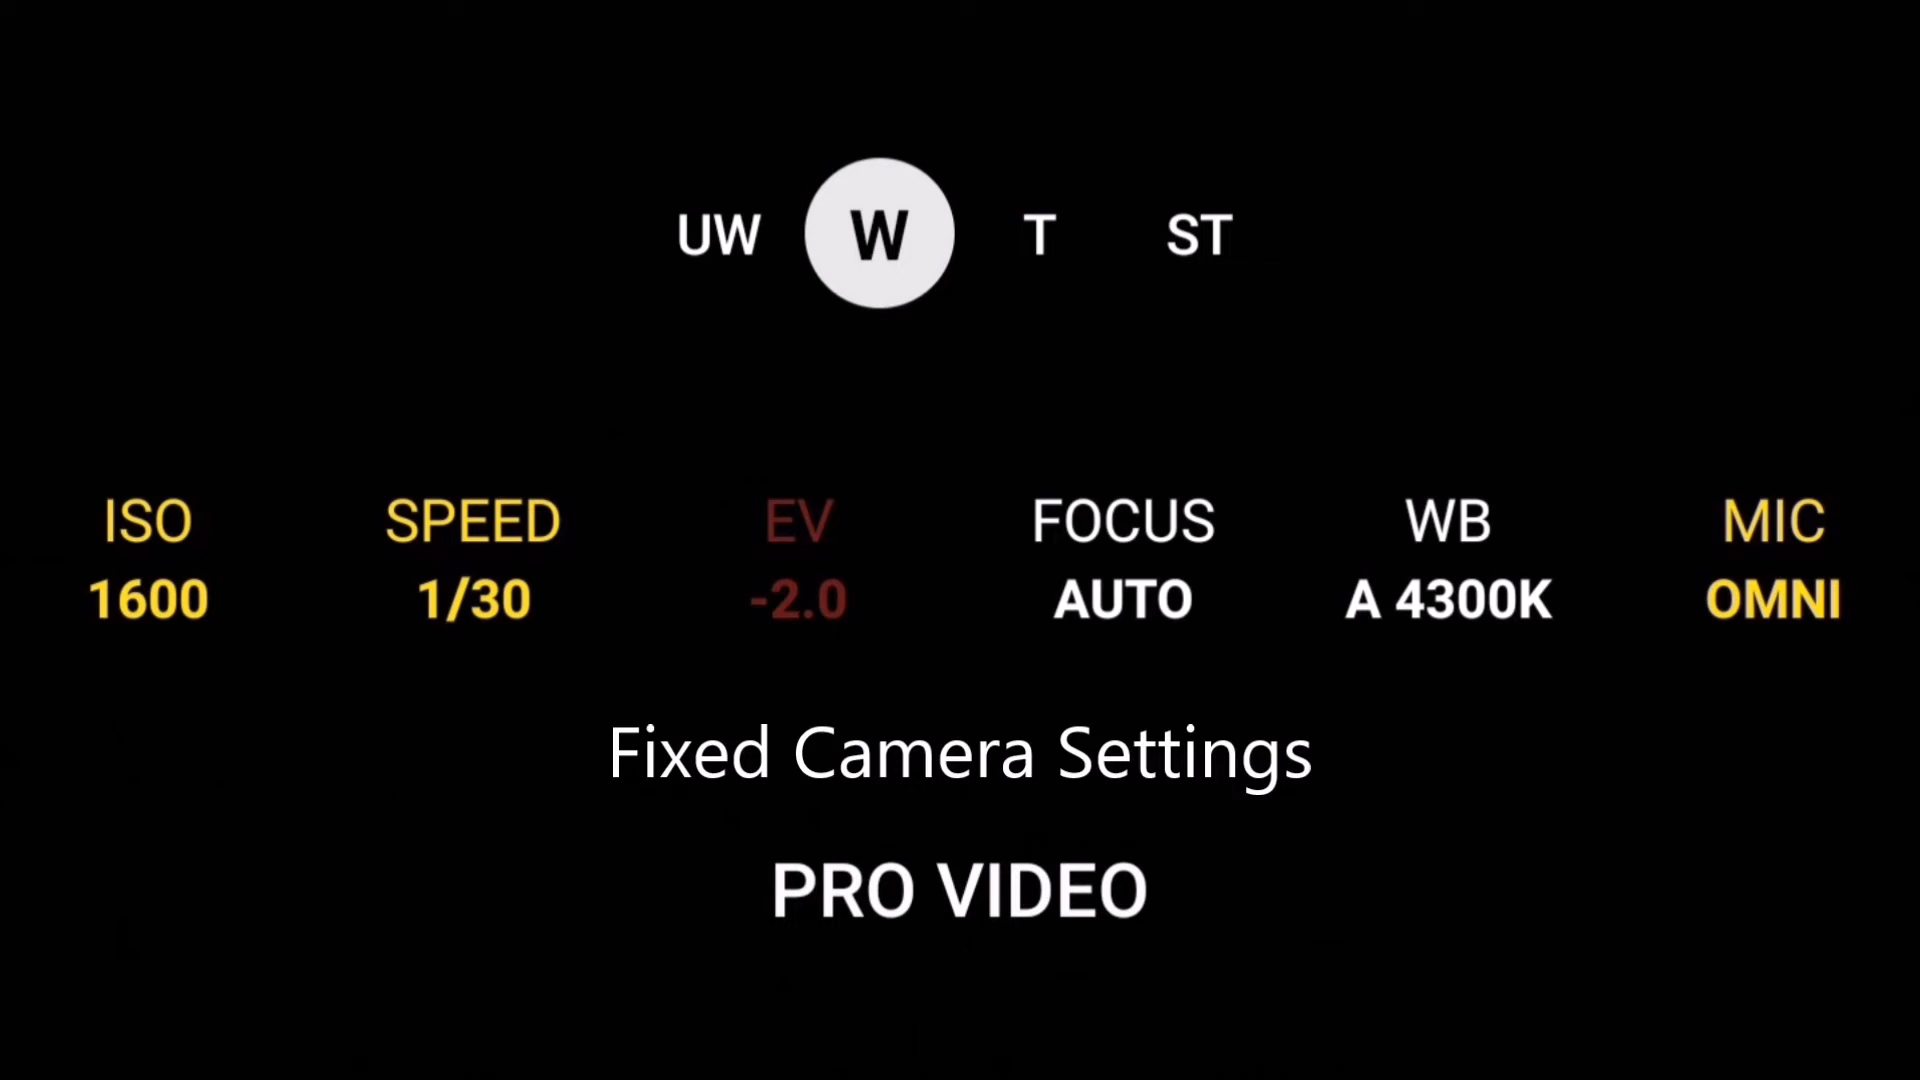 UW W T ST
ISO SPEED EV FOCUS WB MIC
1600 1/30 -2.0 AUTO A 4300K OMNI
Fixed Camera Settings
PRO VIDEO